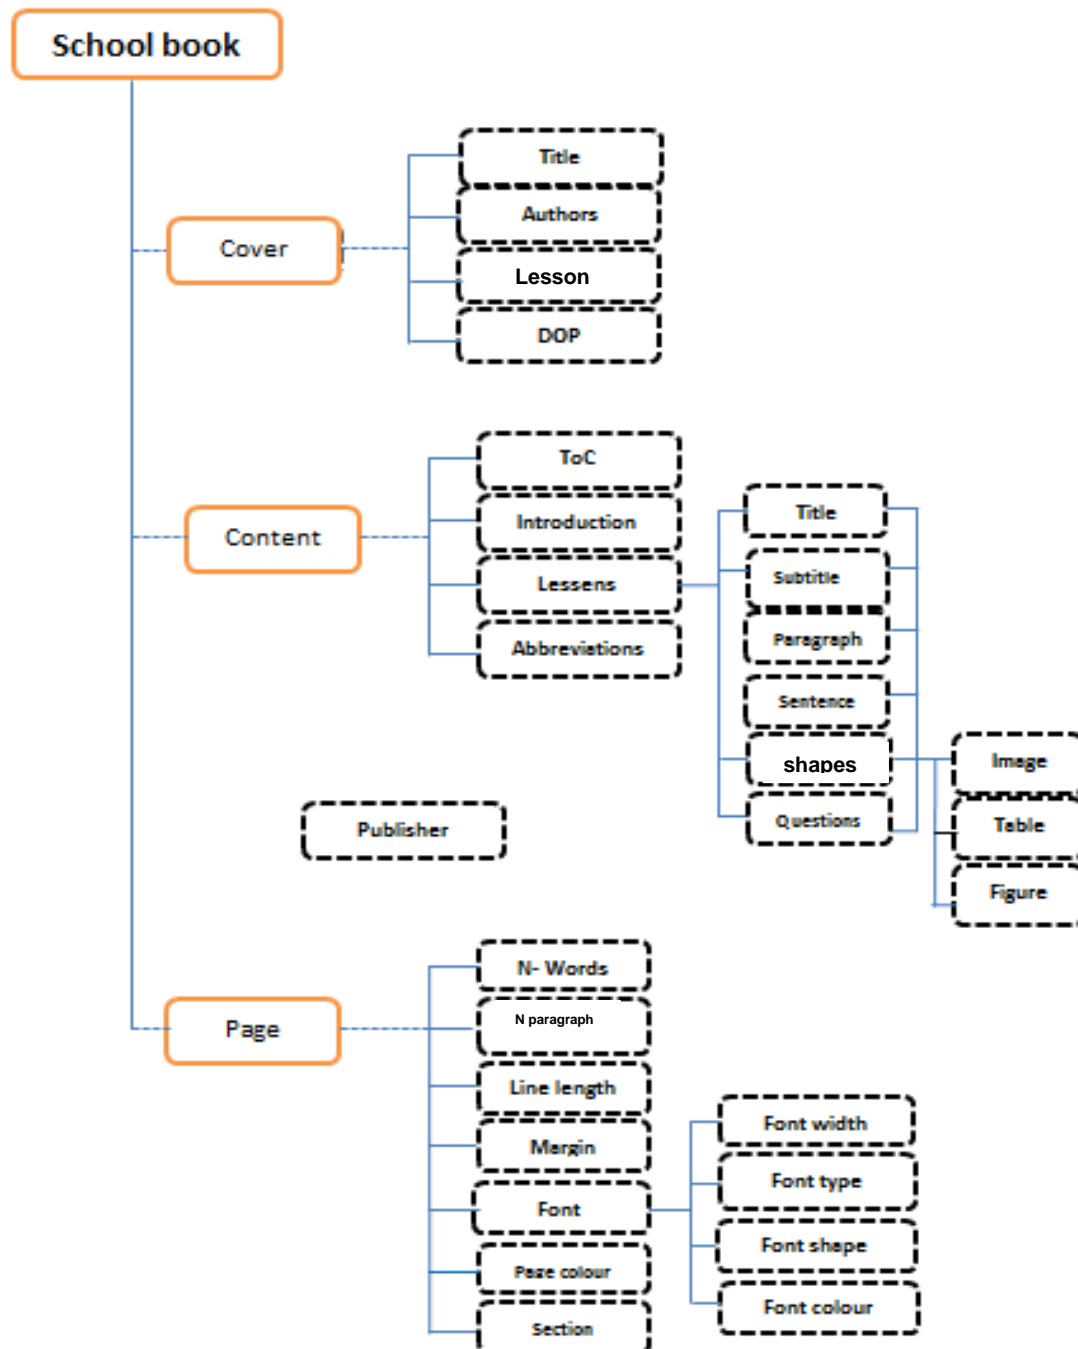 School book
Cover
Title
Authors
Lesson
DOP
Content
ToC
Introduction
Lessens
Abbreviations
Title
Subtitle
Paragraph
Sentence
shapes
Questions
Image
Table
Figure
Publisher
Page
N- Words
N paragraph
Line length
Margin
Font
Page colour
Section
Font width
Font type
Font shape
Font colour